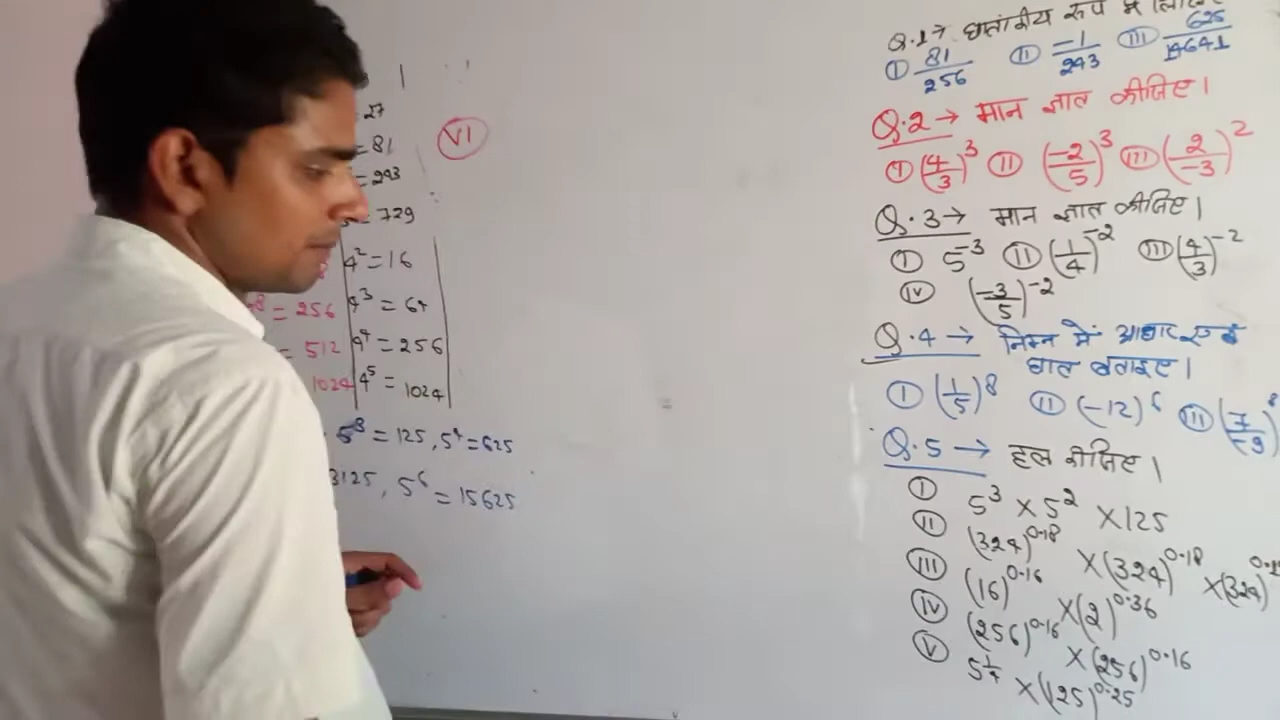 = 27
= 81
= 243
= 729
VI
4² = 16
= 256
4³ = 64
= 512
4⁴ = 256
1024
4⁵ = 1024
5³ = 125, 5⁴ = 625
3125, 5⁶ = 15625
Q.1→ घातांकीय रूप में
(I) 81/256 (II) -1/243 (III) 625/14641
Q.2→ मान ज्ञात कीजिए।
(I) (4/3)³ (II) (-2/5)³ (III) (2/-3)²
Q.3→ मान ज्ञात कीजिए।
(I) 5⁻³ (II) (1/4)⁻² (III) (4/3)⁻²
(IV) (-3/5)⁻²
Q.4→ निम्न में आधार एवं
घात बताइए।
(I) (1/5)⁸ (II) (-12)⁶ (III) (7/-9)⁸
Q.5→ हल कीजिए।
(I) 5³ × 5² × 125
(II) (324)^0.18 × (324)^0.18 × (324)
(III) (16)^0.16 × (2)^0.36
(IV) (256)^0.16 × (256)^0.16
(V) 5^1/4 × (125)^0.25